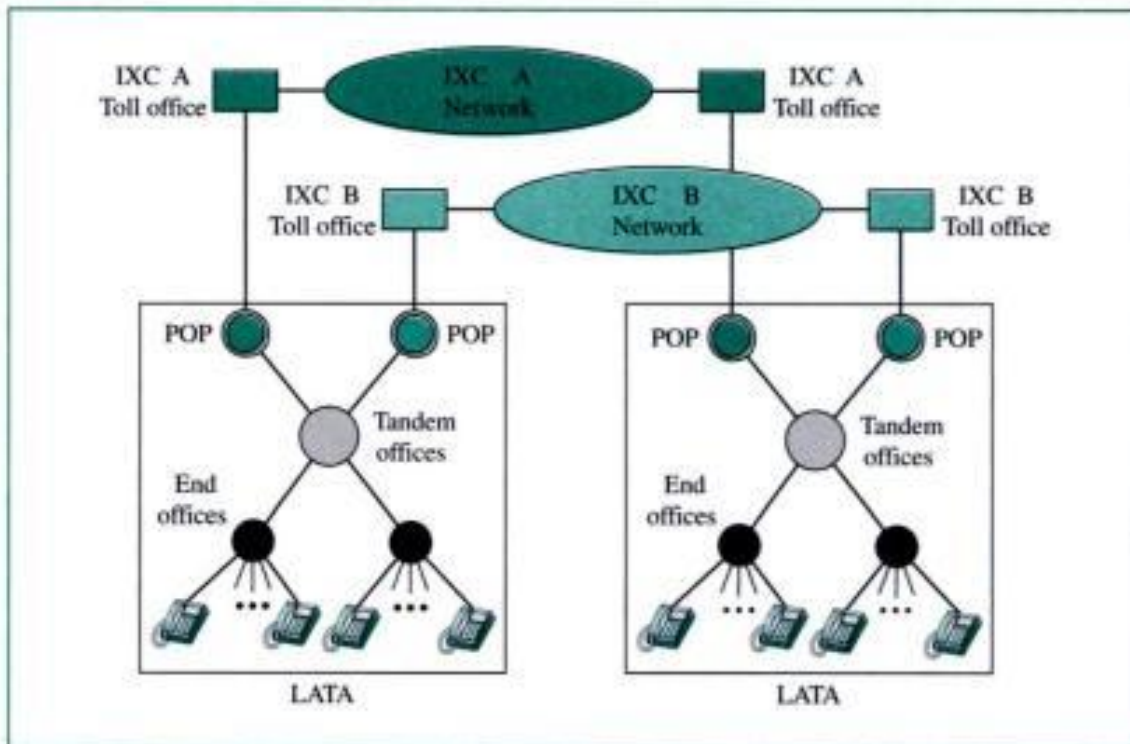 IXC A
Toll office
IXC A
Network
IXC A
Toll office
IXC B
Toll office
IXC B
Network
IXC B
Toll office
POP
POP
POP
POP
Tandem
offices
Tandem
offices
End
offices
End
offices
LATA
LATA